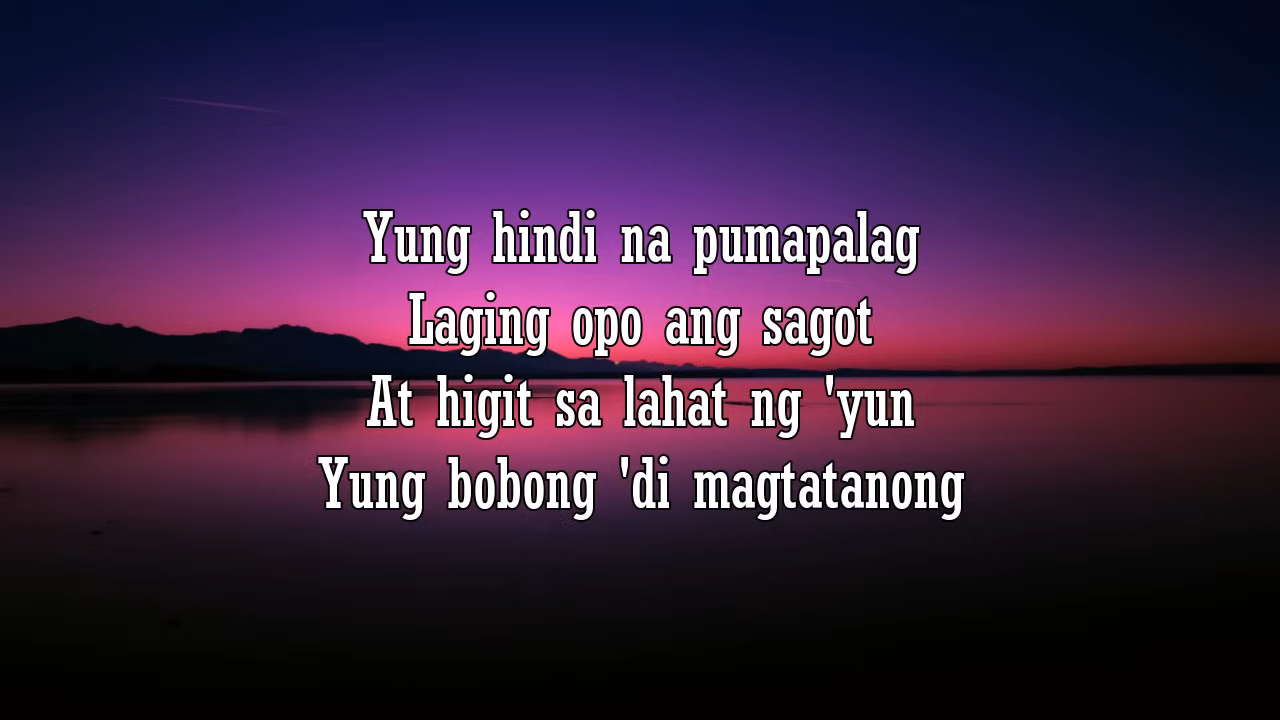 Yung hindi na pumapalag
Laging opo ang sagot
At higit sa lahat ng 'yun
Yung bobong 'di magtatanong